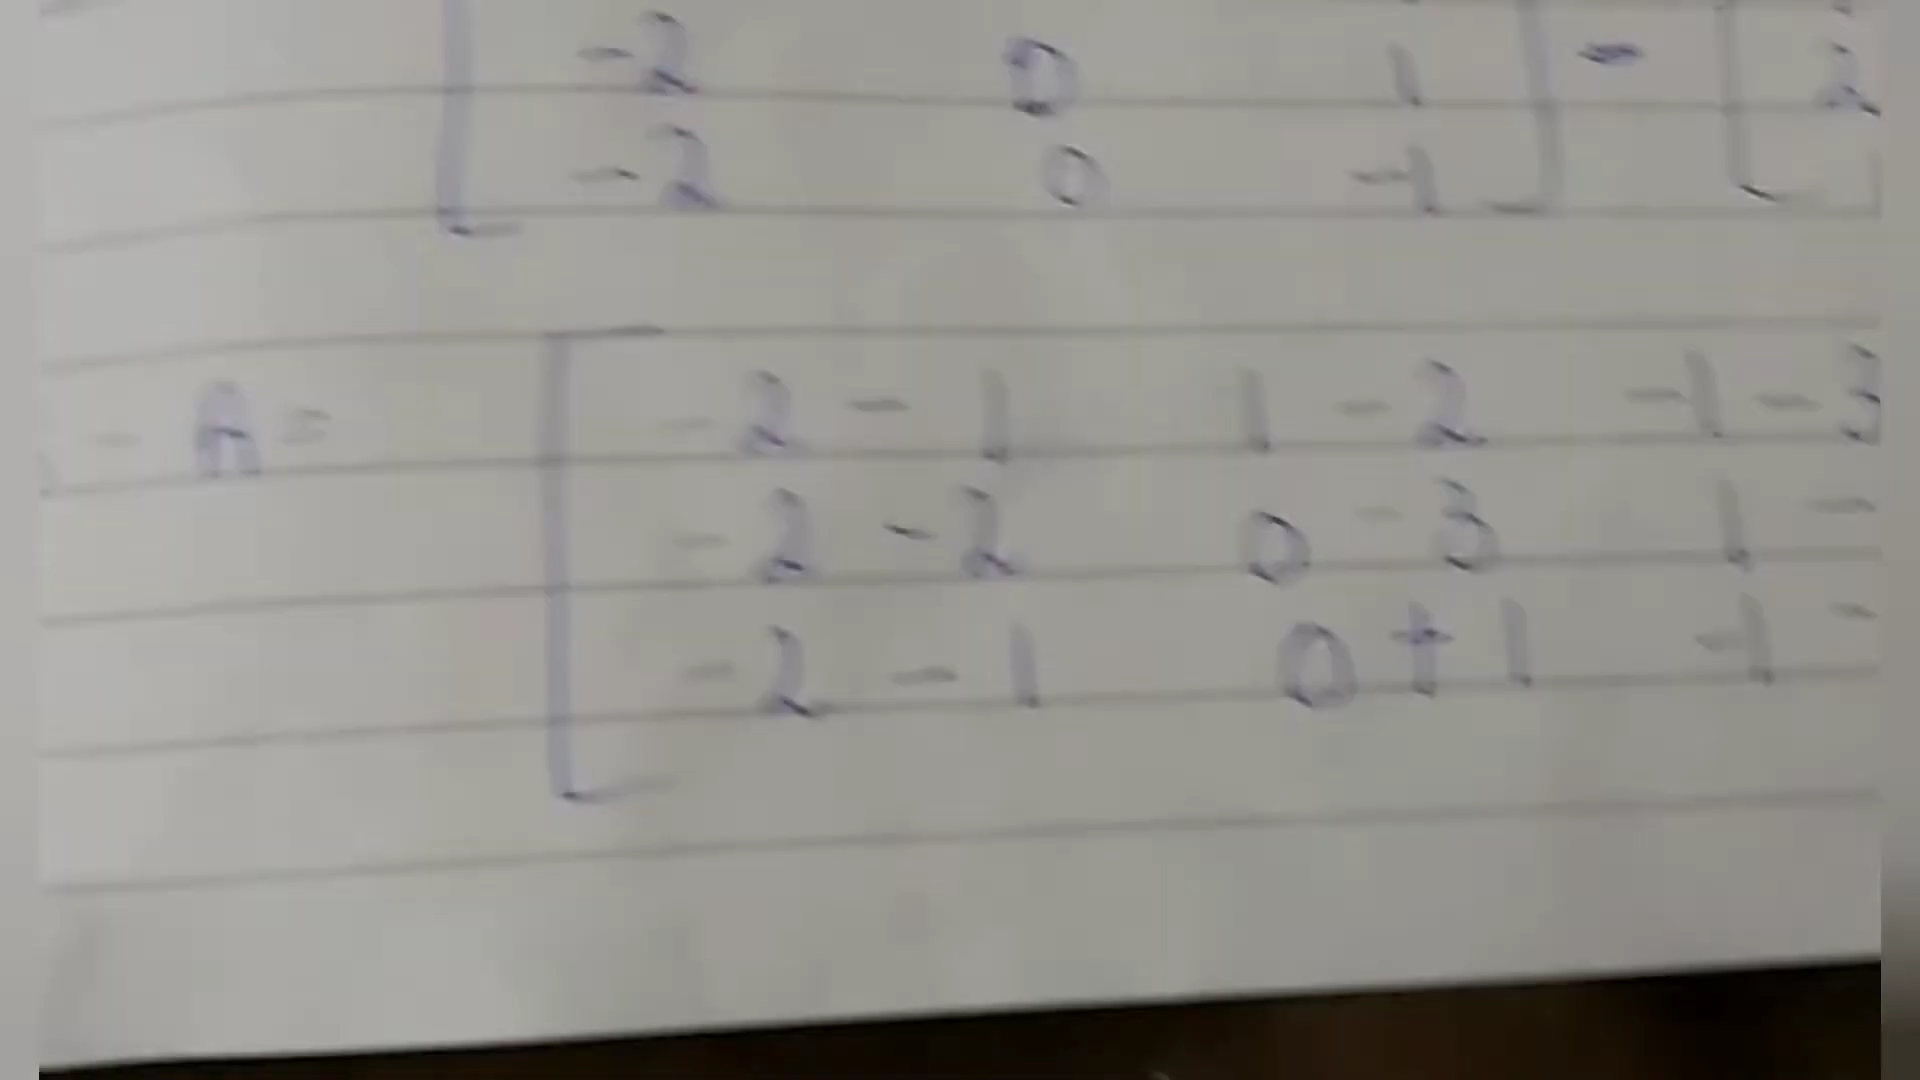 -2 0 1 ] - [ 2
-2 0 -1
- A = [ -2 - 1 1 - 2 -1 - 3
-2 - 2 0 - 3 1 -
-2 - 1 0 + 1 -1 -